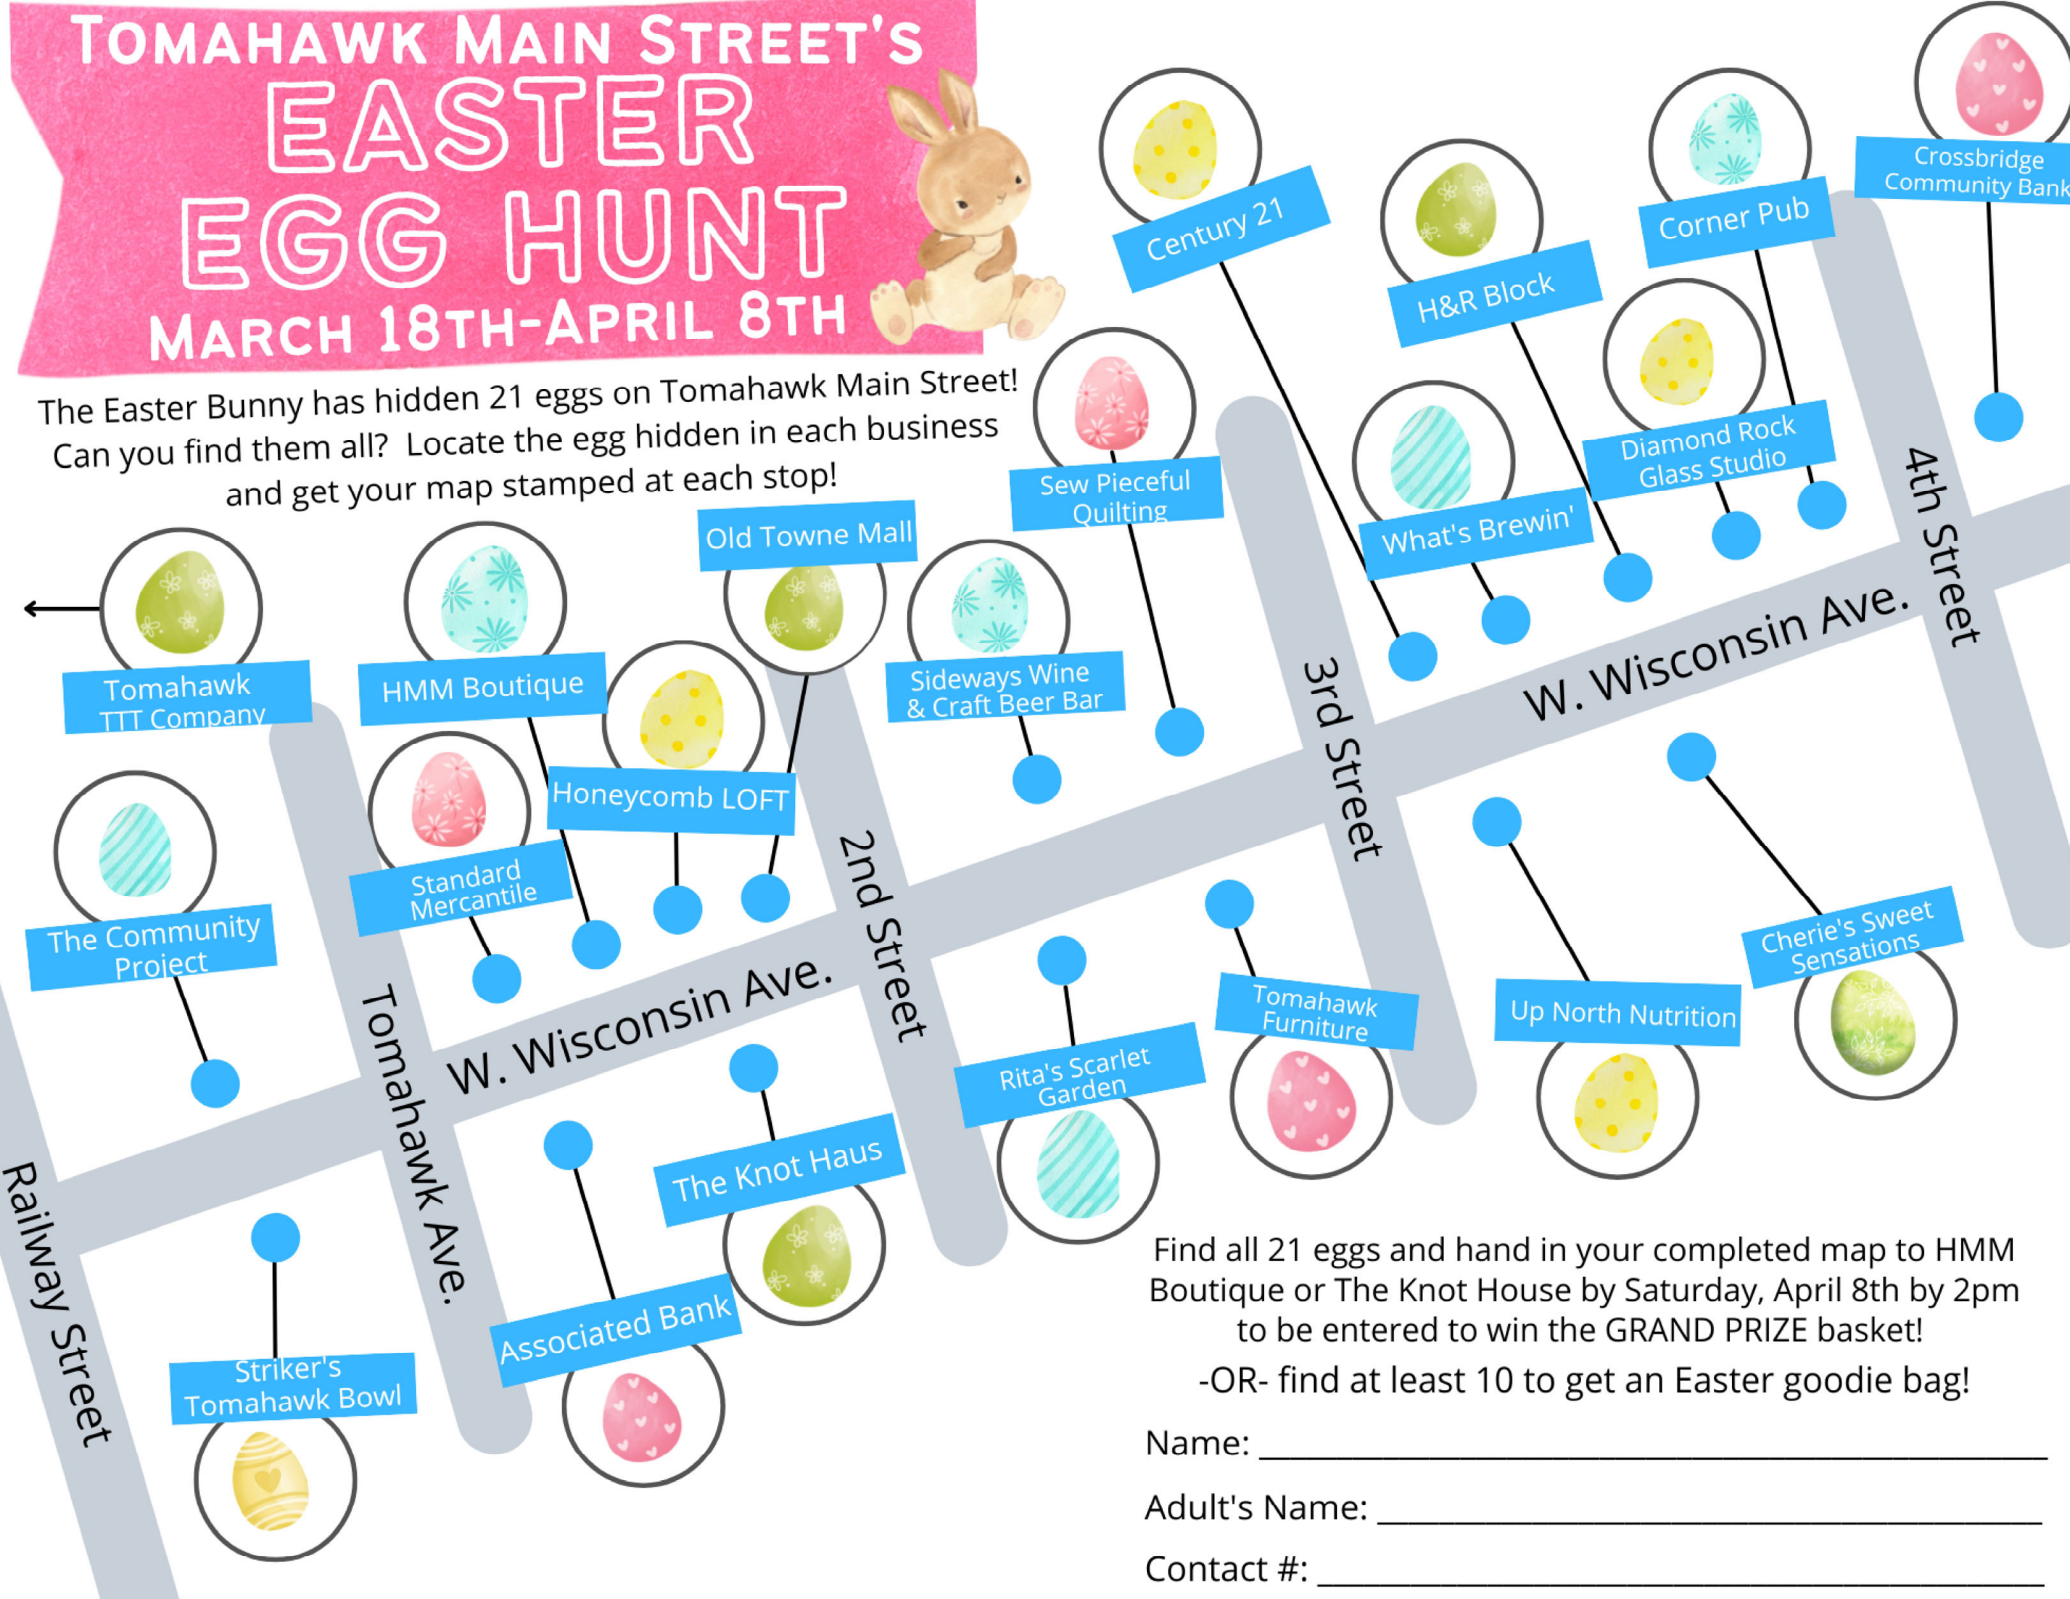 TOMAHAWK MAIN STREET'S
EASTER
EGG HUNT
MARCH 18TH-APRIL 8TH
The Easter Bunny has hidden 21 eggs on Tomahawk Main Street!
Can you find them all? Locate the egg hidden in each business
and get your map stamped at each stop!
Century 21
H&R Block
Corner Pub
Crossbridge
Community Bank
Diamond Rock
Glass Studio
What's Brewin'
Sew Pieceful
Quilting
Old Towne Mall
Sideways Wine
& Craft Beer Bar
Tomahawk
TTT Company
HMM Boutique
Honeycomb LOFT
Standard
Mercantile
The Community
Project
4th Street
W. Wisconsin Ave.
3rd Street
2nd Street
W. Wisconsin Ave.
Tomahawk Ave.
Railway Street
Cherie's Sweet
Sensations
Up North Nutrition
Tomahawk
Furniture
Rita's Scarlet
Garden
The Knot Haus
Associated Bank
Striker's
Tomahawk Bowl
Find all 21 eggs and hand in your completed map to HMM
Boutique or The Knot House by Saturday, April 8th by 2pm
to be entered to win the GRAND PRIZE basket!
-OR- find at least 10 to get an Easter goodie bag!
Name:
Adult's Name:
Contact #: